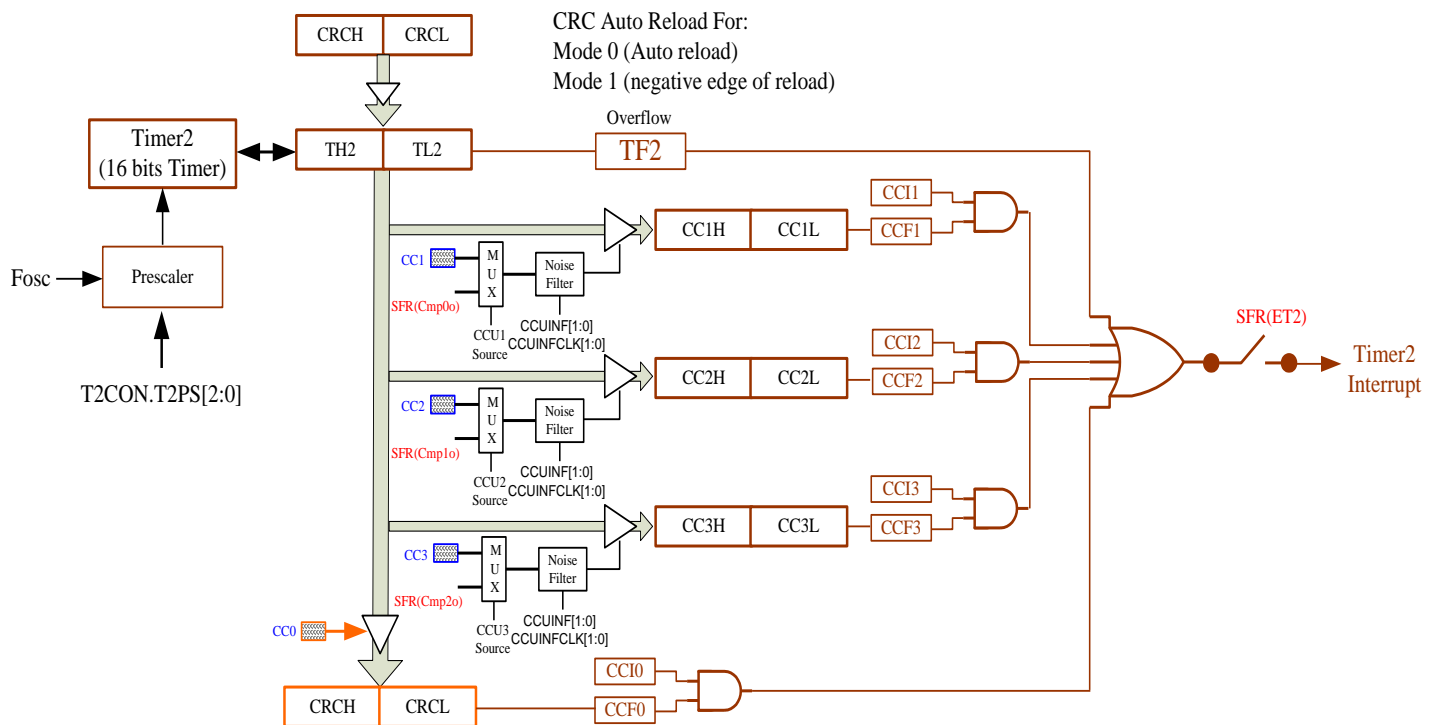 CRCH
CRCL
CRC Auto Reload For:
Mode 0 (Auto reload)
Mode 1 (negative edge of reload)
Timer2
(16 bits Timer)
TH2
TL2
Overflow
TF2
Fosc
Prescaler
T2CON.T2PS[2:0]
CC1
SFR(Cmp0o)
M
U
X
CCU1
Source
Noise
Filter
CCUINF[1:0]
CCUINFCLK[1:0]
CC1H
CC1L
CCI1
CCF1
CC2
SFR(Cmp1o)
M
U
X
CCU2
Source
Noise
Filter
CCUINF[1:0]
CCUINFCLK[1:0]
CC2H
CC2L
CCI2
CCF2
SFR(ET2)
Timer2
Interrupt
CC3
SFR(Cmp2o)
M
U
X
CCU3
Source
Noise
Filter
CCUINF[1:0]
CCUINFCLK[1:0]
CC3H
CC3L
CCI3
CCF3
CC0
CRCH
CRCL
CCI0
CCF0